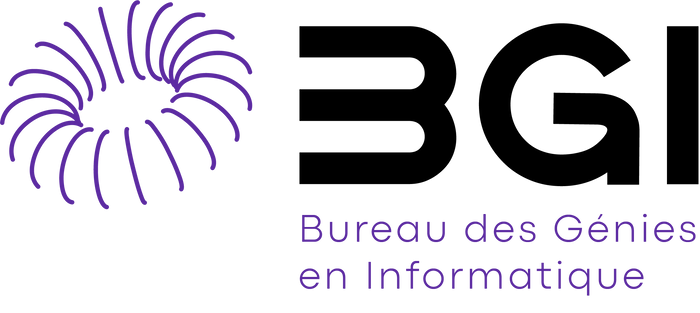 BGI
Bureau des Génies
en Informatique